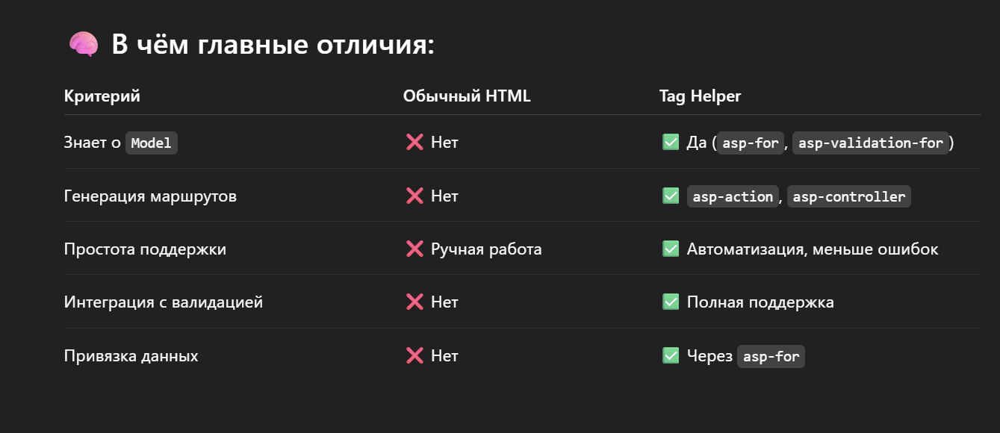 🧠 В чём главные отличия:
Критерий Обычный HTML Tag Helper
Знает о Model ❌ Нет ✅ Да (asp-for, asp-validation-for)
Генерация маршрутов ❌ Нет ✅ asp-action, asp-controller
Простота поддержки ❌ Ручная работа ✅ Автоматизация, меньше ошибок
Интеграция с валидацией ❌ Нет ✅ Полная поддержка
Привязка данных ❌ Нет ✅ Через asp-for